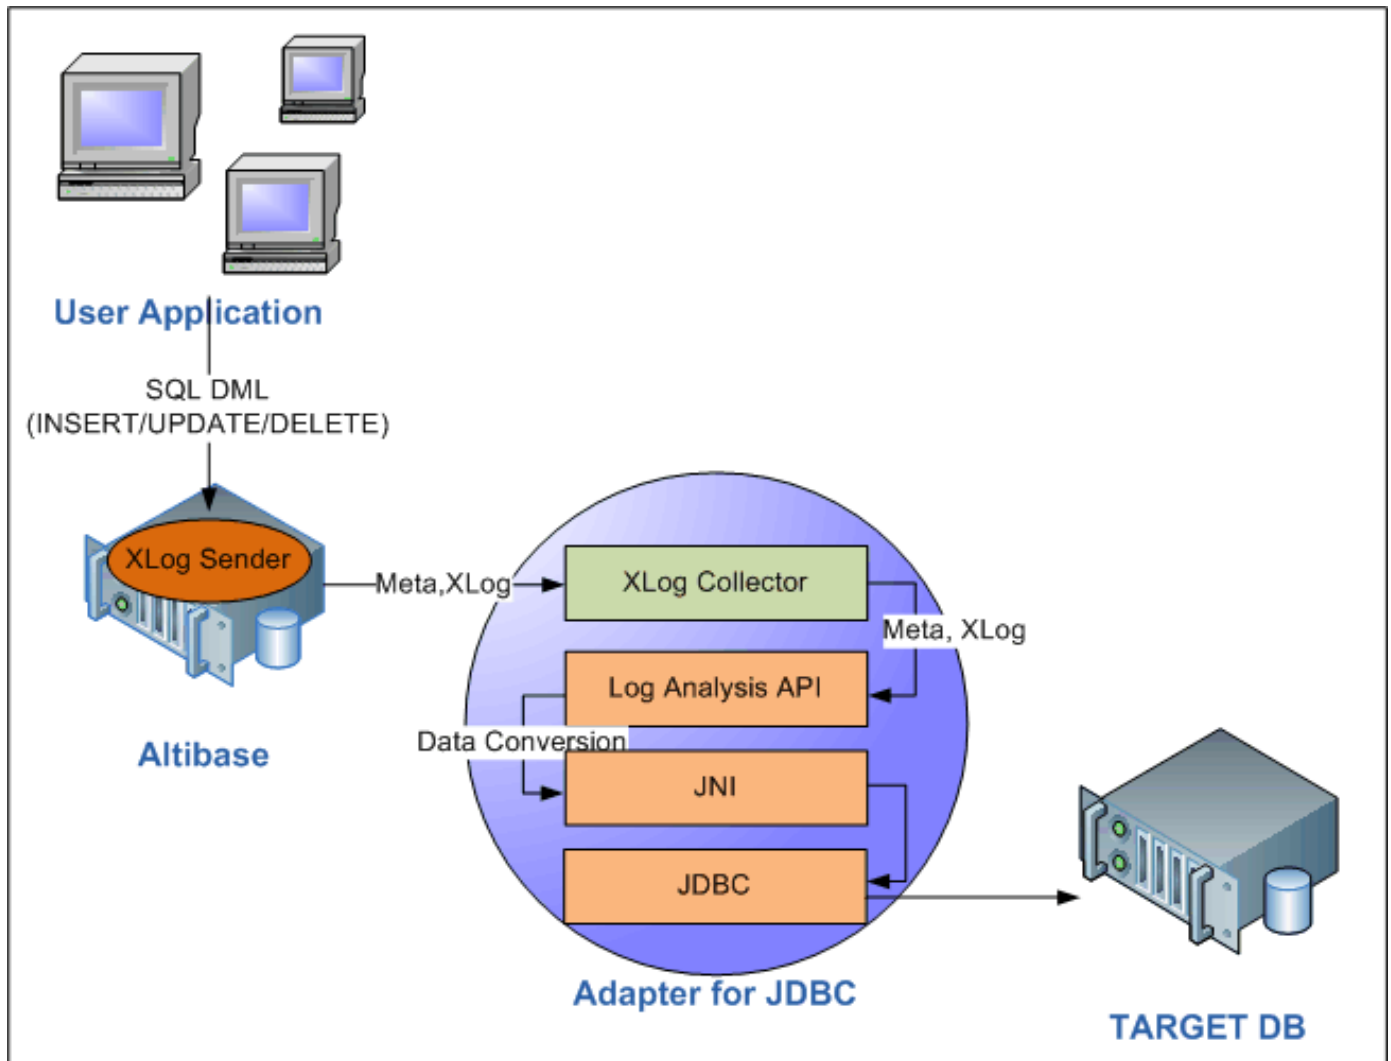 User Application
SQL DML
(INSERT/UPDATE/DELETE)
XLog Sender
Meta,XLog
Altibase
XLog Collector
Meta, XLog
Log Analysis API
Data Conversion
JNI
JDBC
Adapter for JDBC
TARGET DB